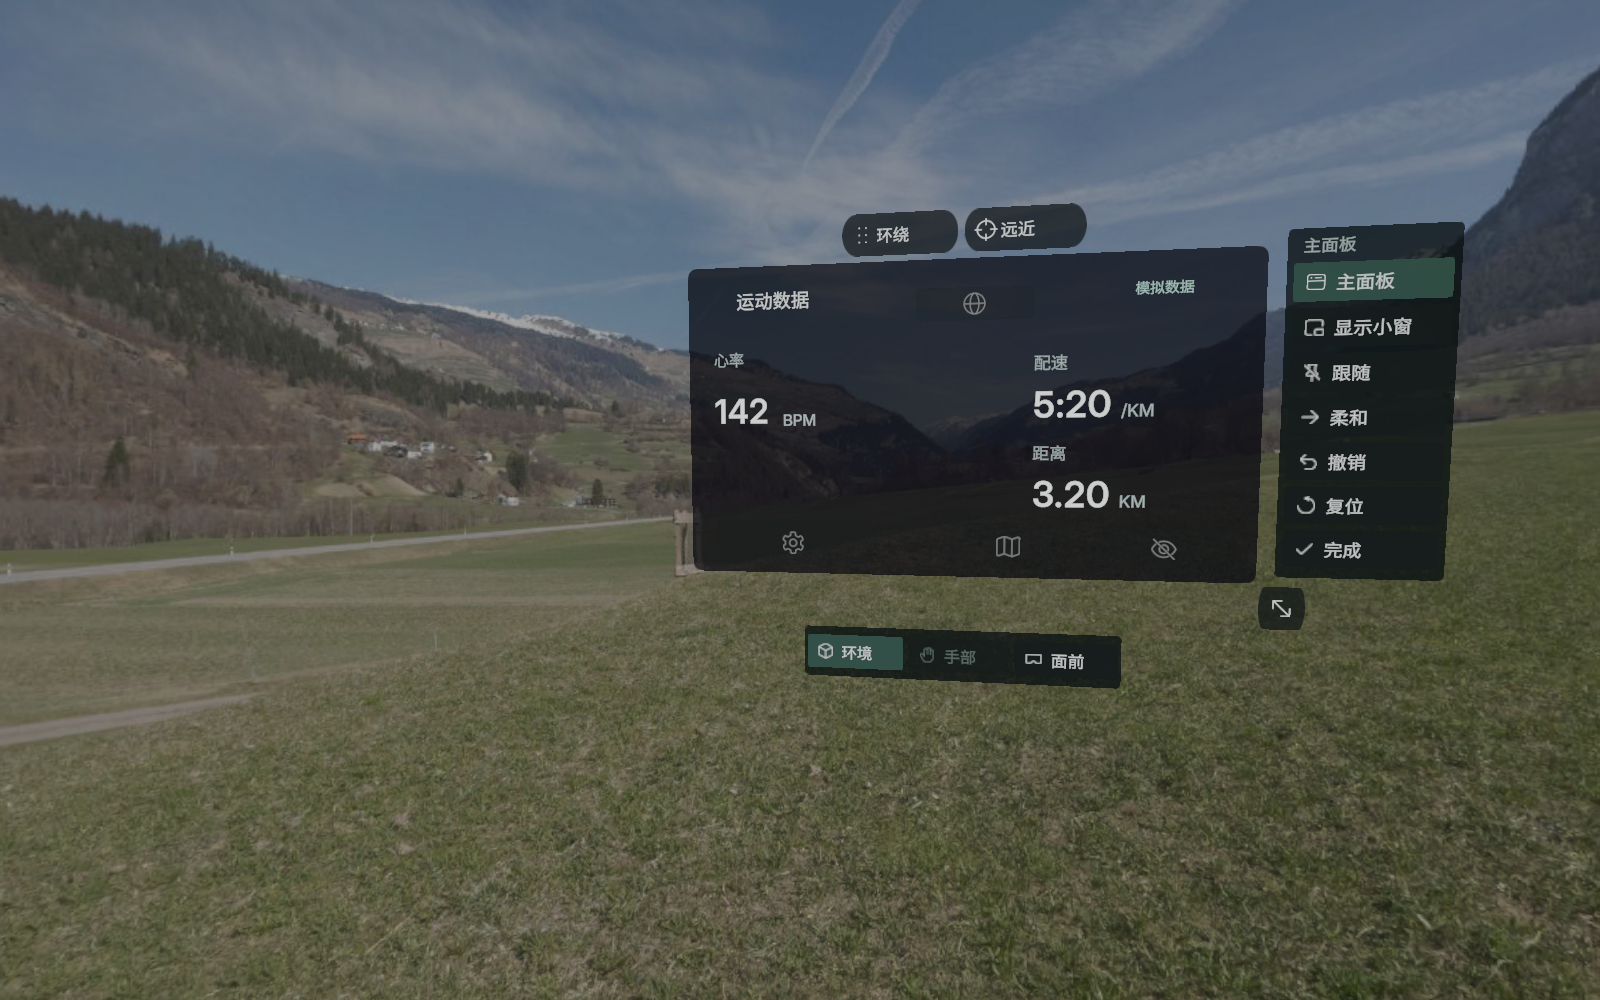 环绕
远近
运动数据
模拟数据
心率
142 BPM
配速
5:20 /KM
距离
3.20 KM
主面板
主面板
显示小窗
跟随
柔和
撤销
复位
完成
环境
手部
面前